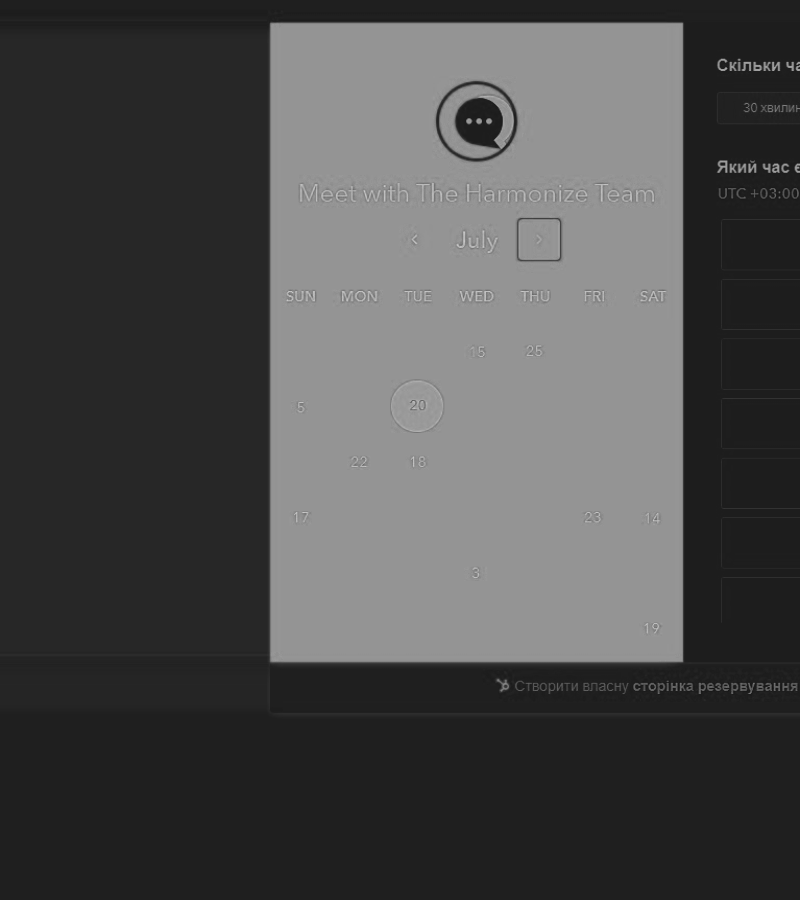 Скільки ча
30 хвилин
Який час є
UTC +03:00
Meet with The Harmonize Team
July
SUN MON TUE WED THU FRI SAT
15 25
5 20
22 18
17 23 14
3
19
Створити власну сторінка резервування